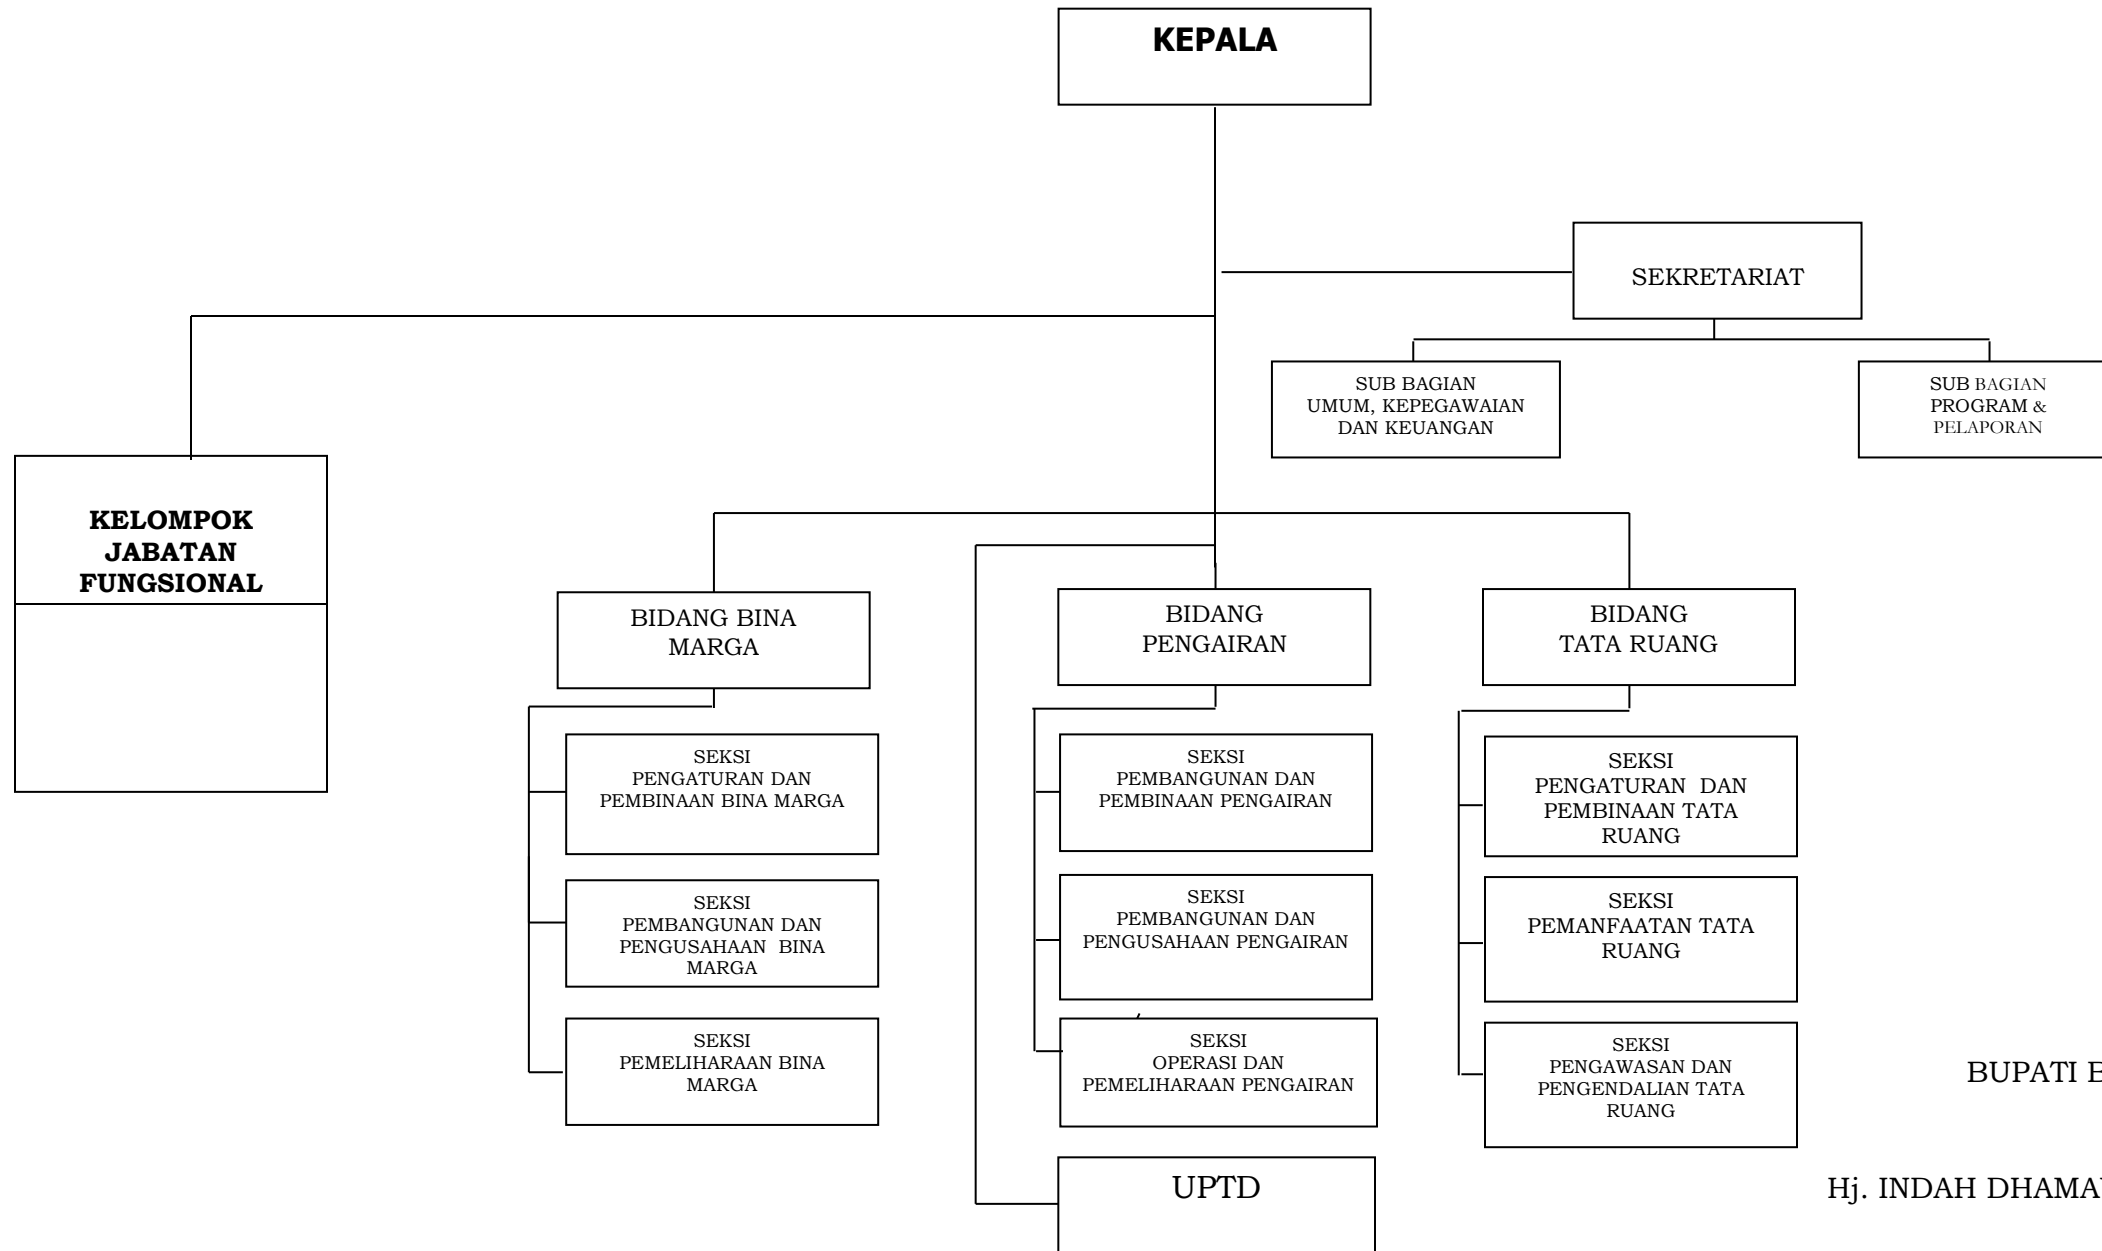 KEPALA
SEKRETARIAT
SUB BAGIAN
UMUM, KEPEGAWAIAN
DAN KEUANGAN
SUB BAGIAN
PROGRAM &
PELAPORAN
KELOMPOK
JABATAN
FUNGSIONAL
BIDANG BINA
MARGA
BIDANG
PENGAIRAN
BIDANG
TATA RUANG
SEKSI
PENGATURAN DAN
PEMBINAAN BINA MARGA
SEKSI
PEMBANGUNAN DAN
PENGUSAHAAN BINA
MARGA
SEKSI
PEMELIHARAAN BINA
MARGA
SEKSI
PEMBANGUNAN DAN
PEMBINAAN PENGAIRAN
SEKSI
PEMBANGUNAN DAN
PENGUSAHAAN PENGAIRAN
SEKSI
OPERASI DAN
PEMELIHARAAN PENGAIRAN
SEKSI
PENGATURAN DAN
PEMBINAAN TATA
RUANG
SEKSI
PEMANFAATAN TATA
RUANG
SEKSI
PENGAWASAN DAN
PENGENDALIAN TATA
RUANG
UPTD
BUPATI
Hj. INDAH